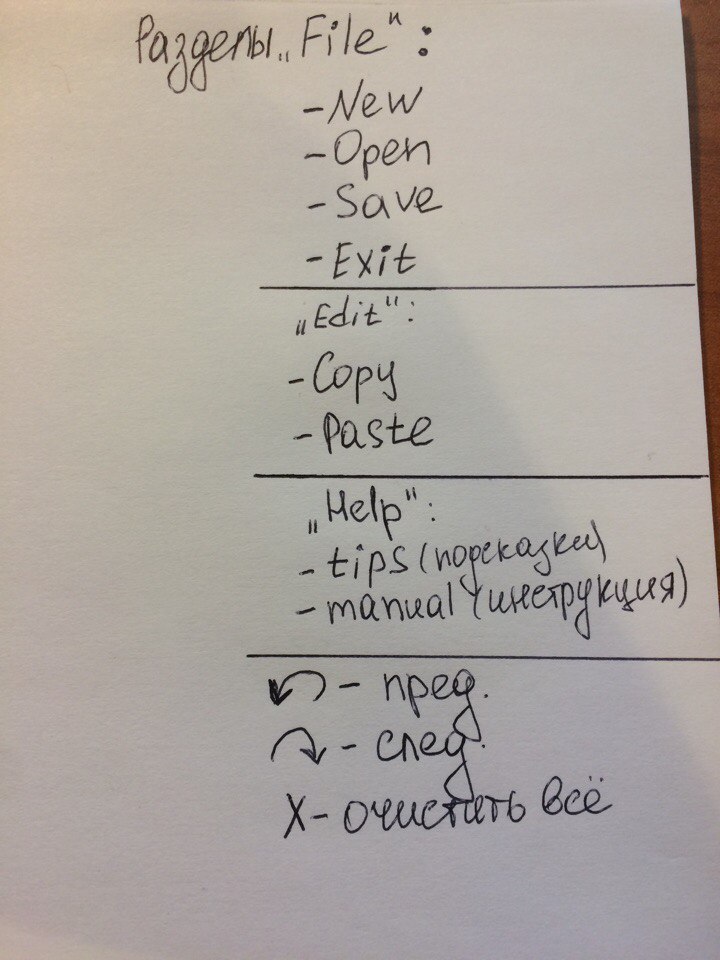 Разделы „File“:
- New
- Open
- Save
- Exit
„Edit“:
- Copy
- Paste
„Help“:
- tips (подсказки)
- manual (инструкция)
↶ - пред.
↷ - след.
X - очистить всё